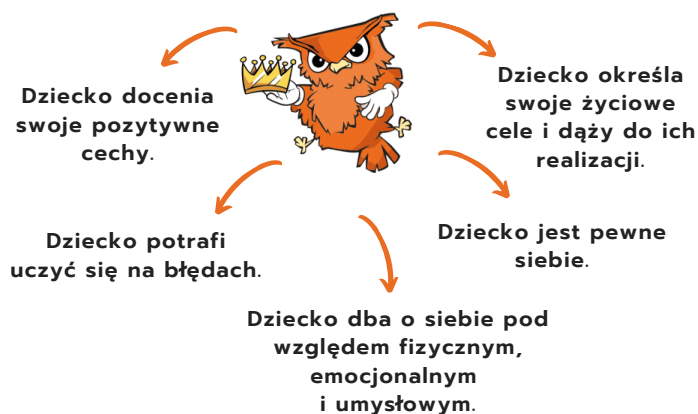 Dziecko docenia
swoje pozytywne
cechy.
Dziecko określa
swoje życiowe
cele i dąży do ich
realizacji.
Dziecko potrafi
uczyć się na błędach.
Dziecko jest pewne
siebie.
Dziecko dba o siebie pod
względem fizycznym,
emocjonalnym
i umysłowym.